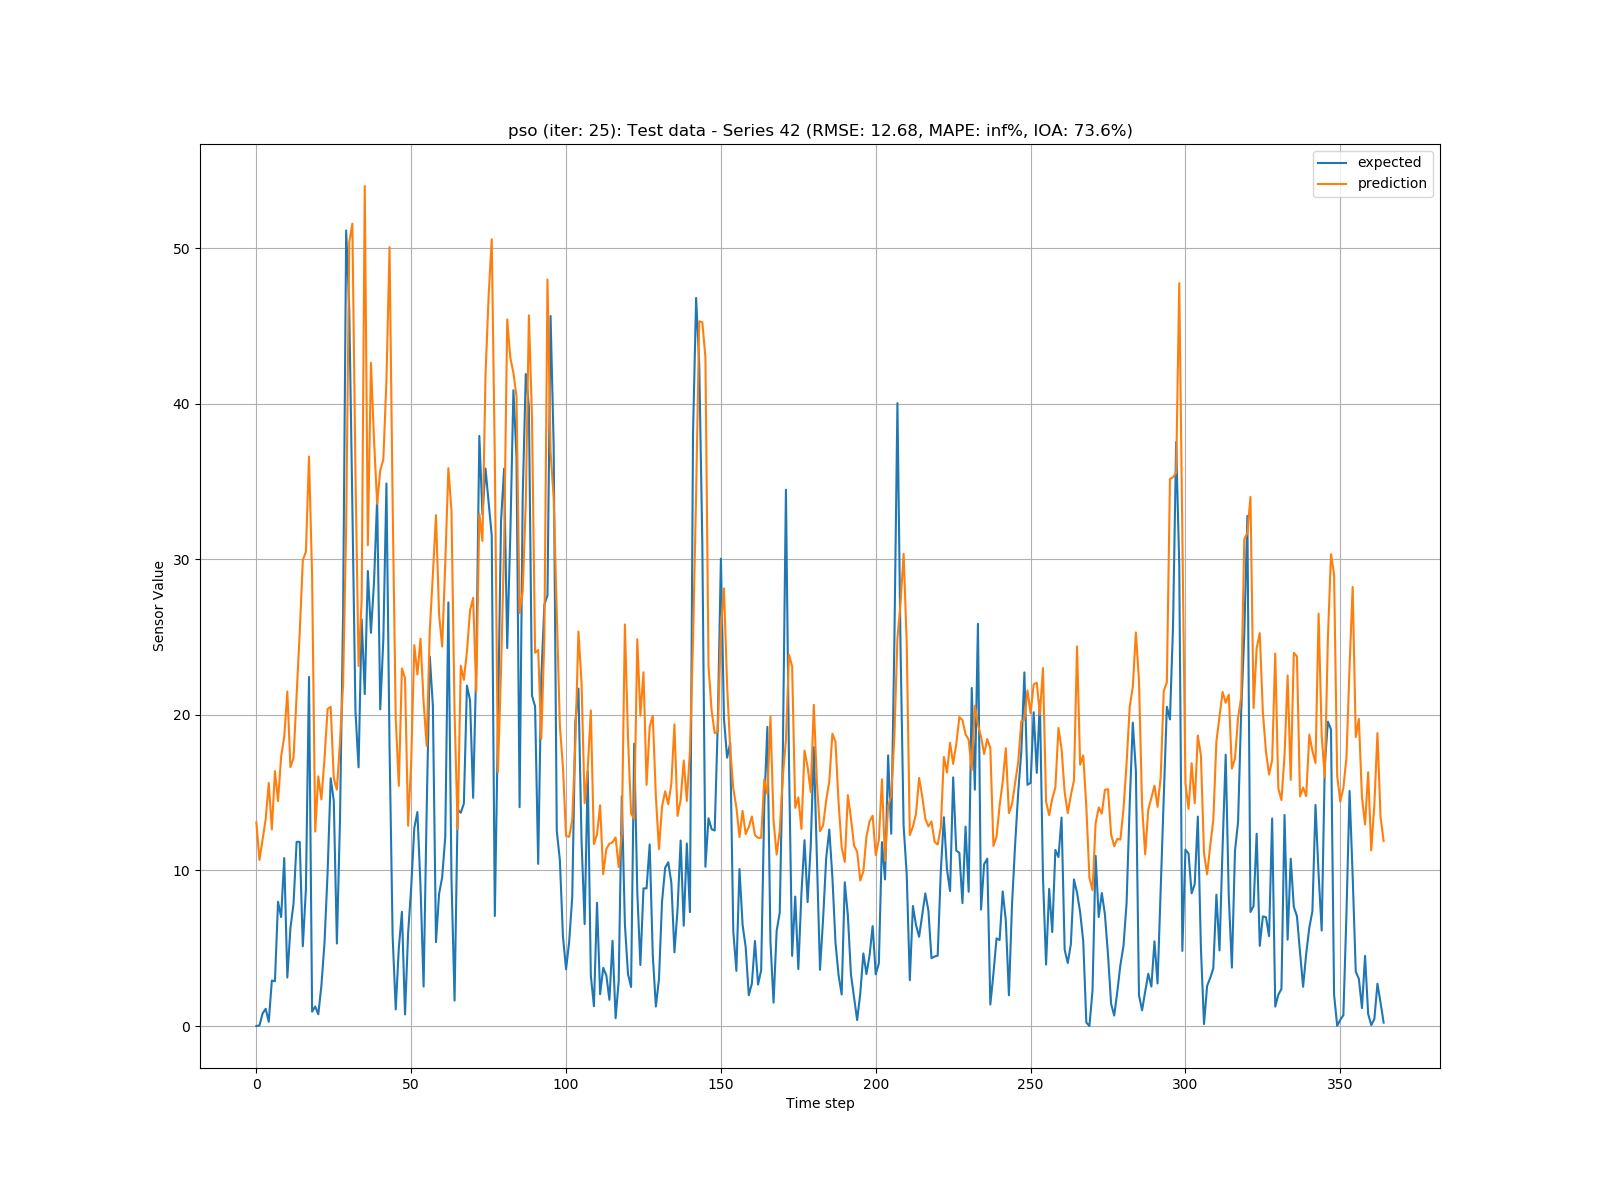 pso (iter: 25): Test data - Series 42 (RMSE: 12.68, MAPE: inf%, IOA: 73.6%)
expected
prediction
50
40
30
20
10
0
Sensor Value
0 50 100 150 200 250 300 350
Time step